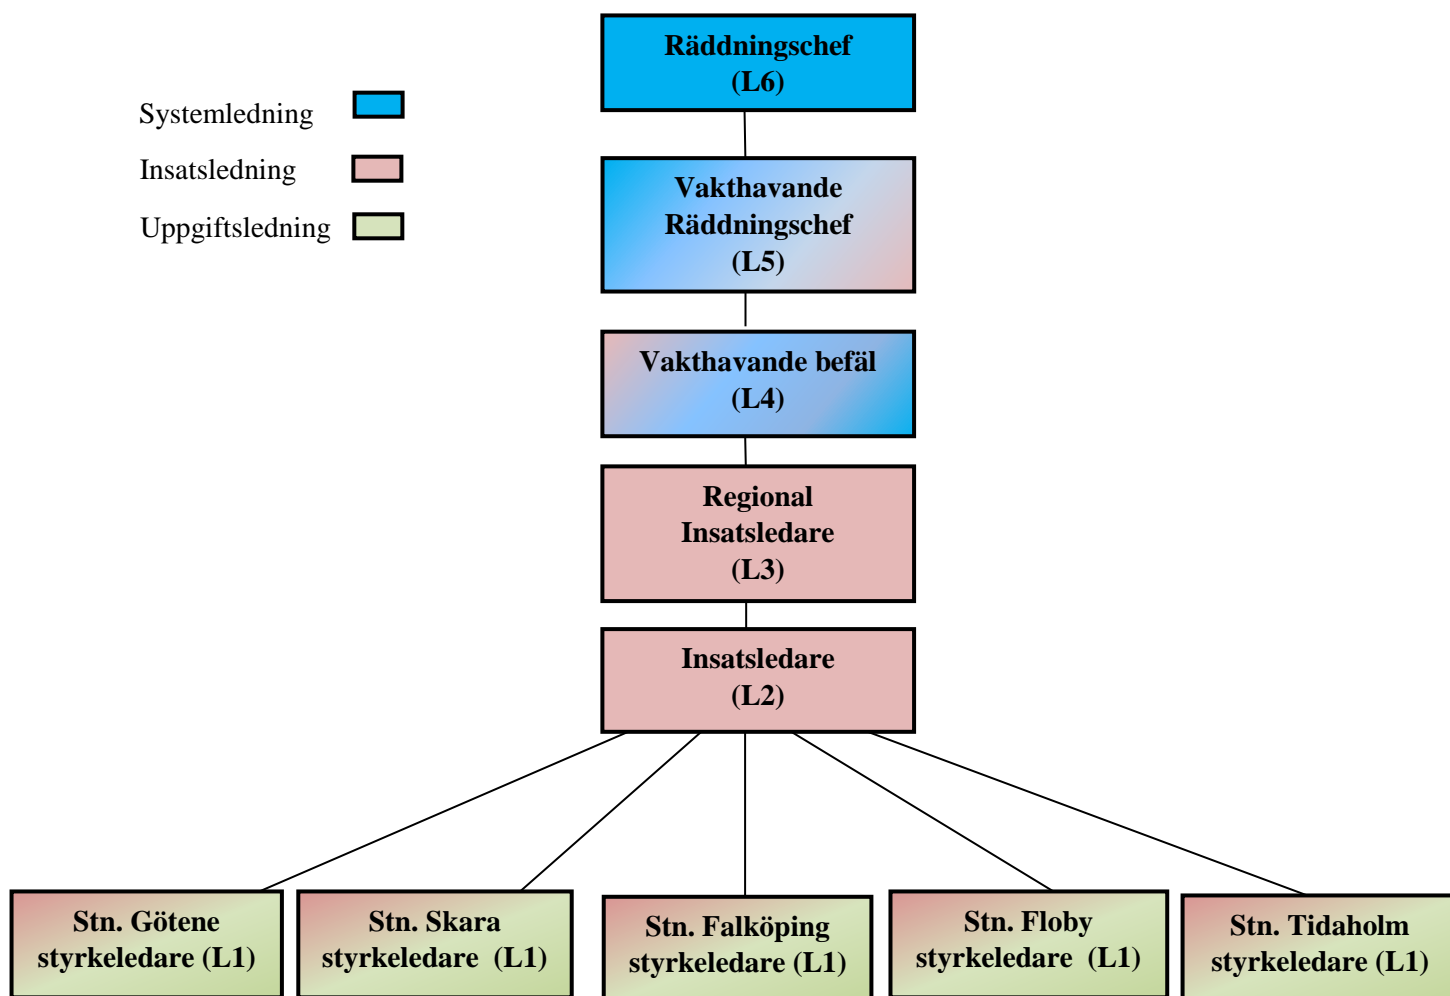 Räddningschef
(L6)
Systemledning
Insatsledning
Uppgiftsledning
Vakthavande
Räddningschef
(L5)
Vakthavande befäl
(L4)
Regional
Insatsledare
(L3)
Insatsledare
(L2)
Stn. Götene
styrkeledare (L1)
Stn. Skara
styrkeledare (L1)
Stn. Falköping
styrkeledare (L1)
Stn. Floby
styrkeledare (L1)
Stn. Tidaholm
styrkeledare (L1)